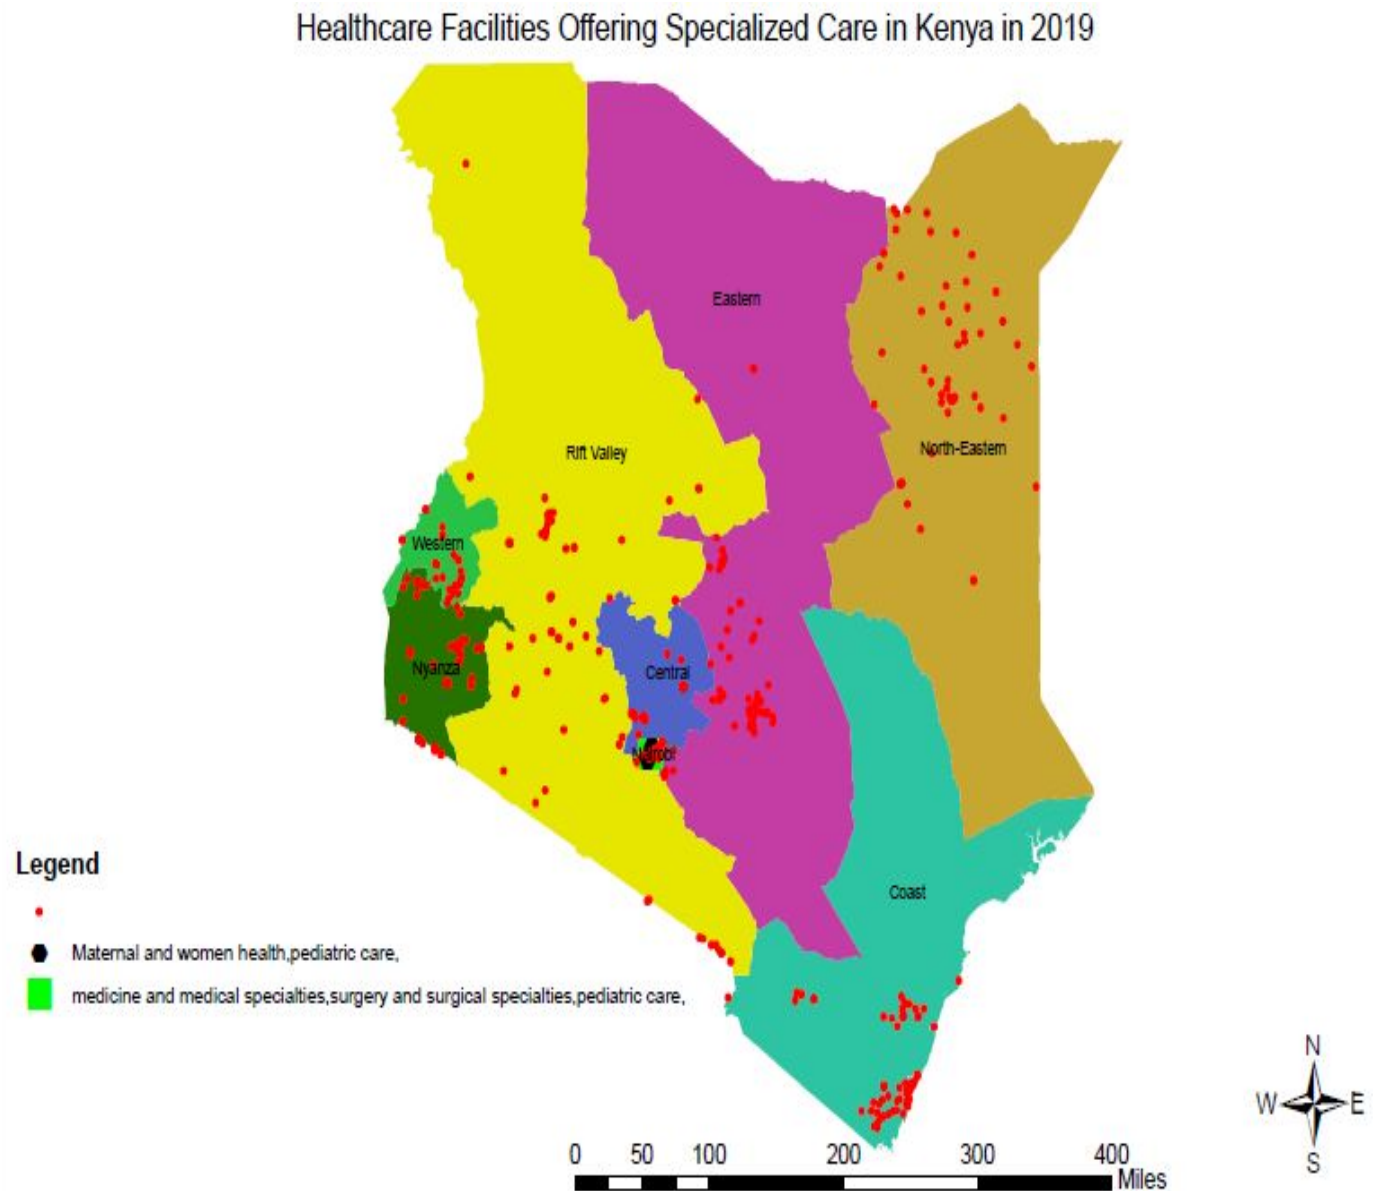 Healthcare Facilities Offering Specialized Care in Kenya in 2019
Eastern
Rift Valley
North-Eastern
Western
Nyanza
Central
Nairobi
Coast
Legend
Maternal and women health,pediatric care,
medicine and medical specialties,surgery and surgical specialties,pediatric care,
N
W E
S
0 50 100 200 300 400
Miles